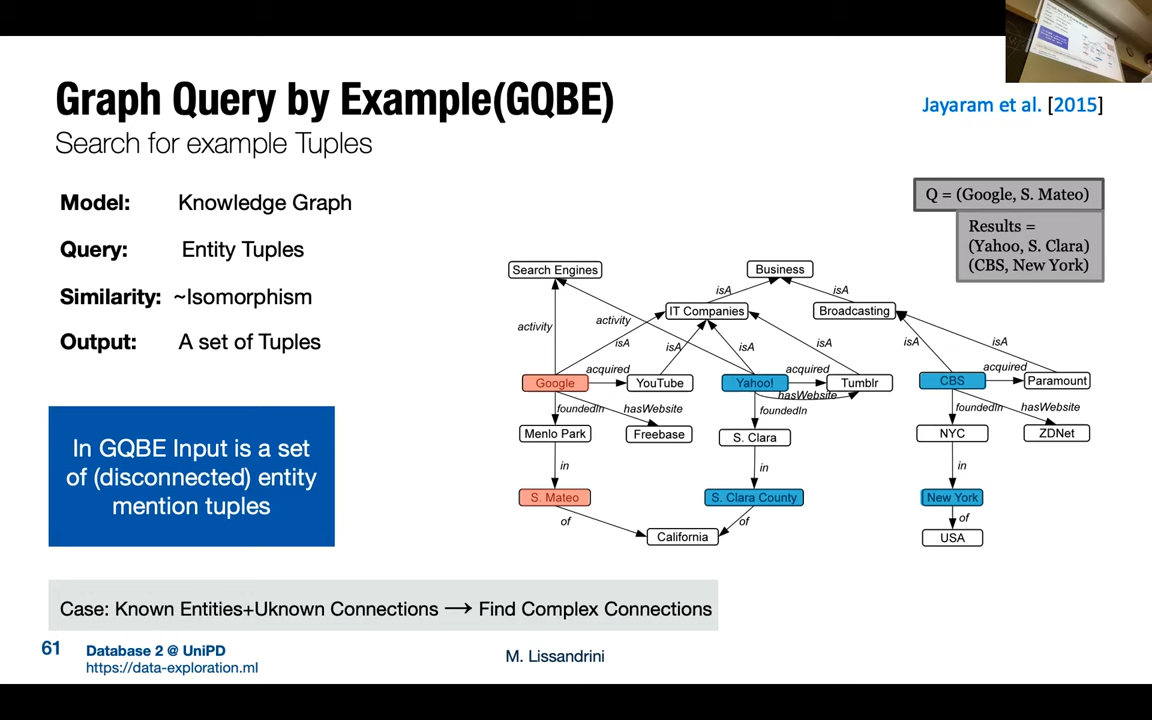 Graph Query by Example(GQBE)
Jayaram et al. [2015]
Search for example Tuples
Model: Knowledge Graph
Query: Entity Tuples
Similarity: ~Isomorphism
Output: A set of Tuples
In GQBE Input is a set
of (disconnected) entity
mention tuples
Q = (Google, S. Mateo)
Results =
(Yahoo, S. Clara)
(CBS, New York)
Search Engines
Business
isA
isA
IT Companies
Broadcasting
activity
activity
isA
isA
isA
isA
isA
isA
Google
acquired
YouTube
Yahoo!
acquired
Tumblr
CBS
acquired
Paramount
hasWebsite
foundedIn
hasWebsite
foundedIn
foundedIn
hasWebsite
Menlo Park
Freebase
S. Clara
NYC
ZDNet
in
in
in
S. Mateo
S. Clara County
New York
of
of
of
California
USA
Case: Known Entities+Uknown Connections → Find Complex Connections
61
Database 2 @ UniPD
https://data-exploration.ml
M. Lissandrini